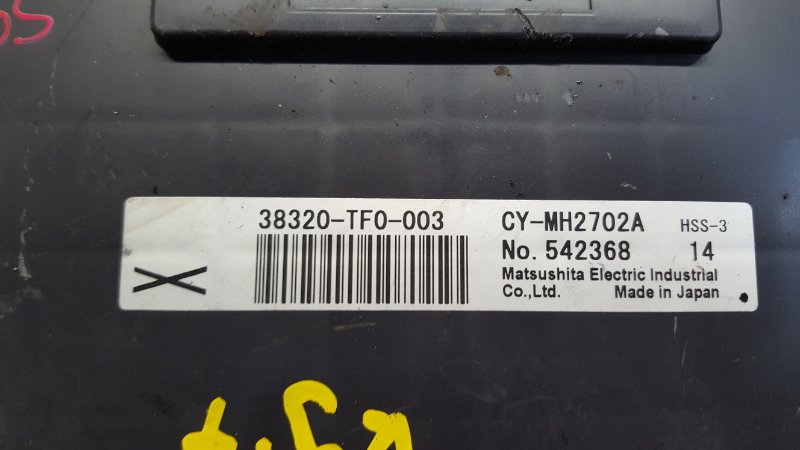 38320-TF0-003
CY-MH2702A HSS-3
No. 542368 14
Matsushita Electric Industrial
Co.,Ltd. Made in Japan